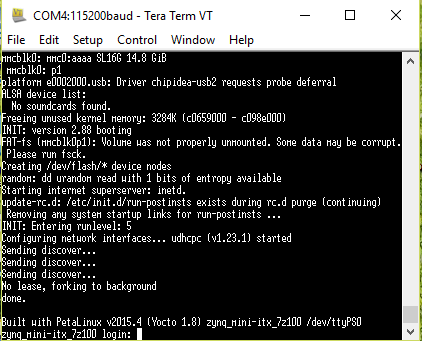 COM4:115200baud - Tera Term VT
File Edit Setup Control Window Help
mmcblk0: mmc0:aaaa SL16G 14.8 GiB
mmcblk0: p1
platform e0002000.usb: Driver chipidea-usb2 requests probe deferral
ALSA device list:
No soundcards found.
Freeing unused kernel memory: 3284K (c0659000 - c098e000)
INIT: version 2.88 booting
FAT-fs (mmcblk0p1): Volume was not properly unmounted. Some data may be corrupt.
Please run fsck.
Creating /dev/flash/* device nodes
random: dd urandom read with 1 bits of entropy available
Starting internet superserver: inetd.
update-rc.d: /etc/init.d/run-postinsts exists during rc.d purge (continuing)
Removing any system startup links for run-postinsts ...
INIT: Entering runlevel: 5
Configuring network interfaces... udhcpc (v1.23.1) started
Sending discover...
Sending discover...
Sending discover...
No lease, forking to background
done.
Built with PetaLinux v2015.4 (Yocto 1.8) zynq_mini-itx_7z100 /dev/ttyPS0
zynq_mini-itx_7z100 login: